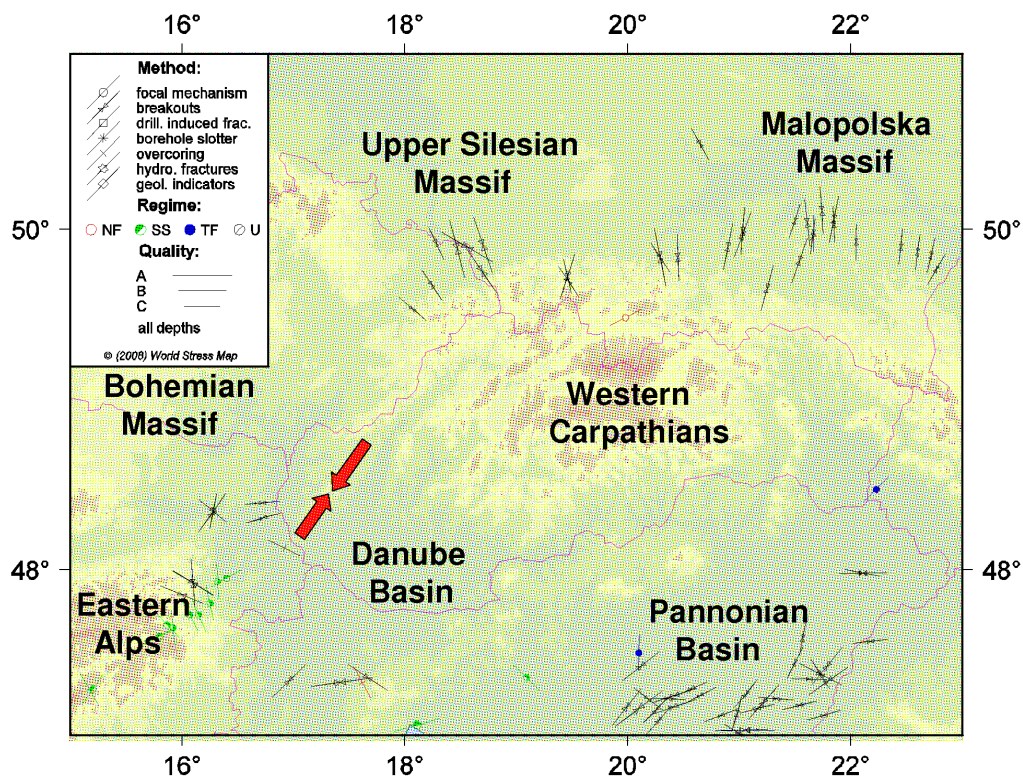 16° 18° 20° 22°
Method:
focal mechanism
breakouts
drill. induced frac.
borehole slotter
overcoring
hydro. fractures
geol. indicators
Regime:
NF SS TF U
Quality:
A
B
C
all depths
© (2008) World Stress Map
Upper Silesian
Massif
Malopolska
Massif
50° 50°
Bohemian
Massif
Western
Carpathians
Danube
Basin
48° 48°
Eastern
Alps
Pannonian
Basin
16° 18° 20° 22°